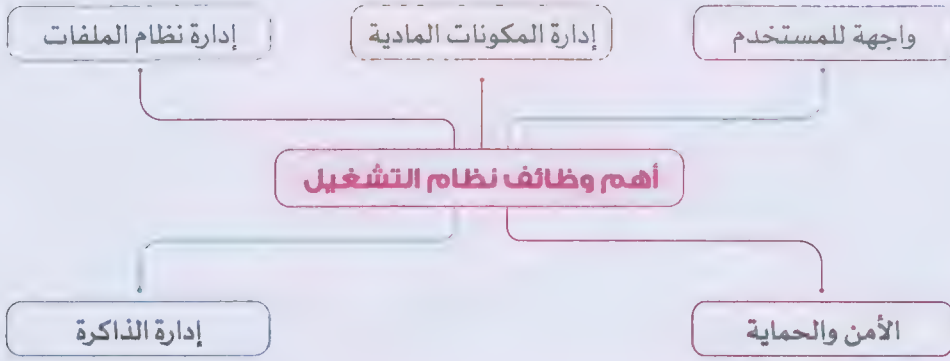 واجهة للمستخدم
إدارة المكونات المادية
إدارة نظام الملفات
أهم وظائف نظام التشغيل
الأمن والحماية
إدارة الذاكرة